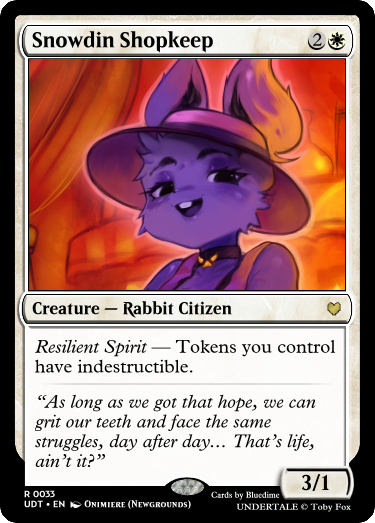 Snowdin Shopkeep 2
Creature — Rabbit Citizen
Resilient Spirit — Tokens you control
have indestructible.
“As long as we got that hope, we can
grit our teeth and face the same
struggles, day after day… That’s life,
ain’t it?”
3/1
R 0033
UDT • EN Onimiere (Newgrounds)
Cards by Bluedime
UNDERTALE © Toby Fox